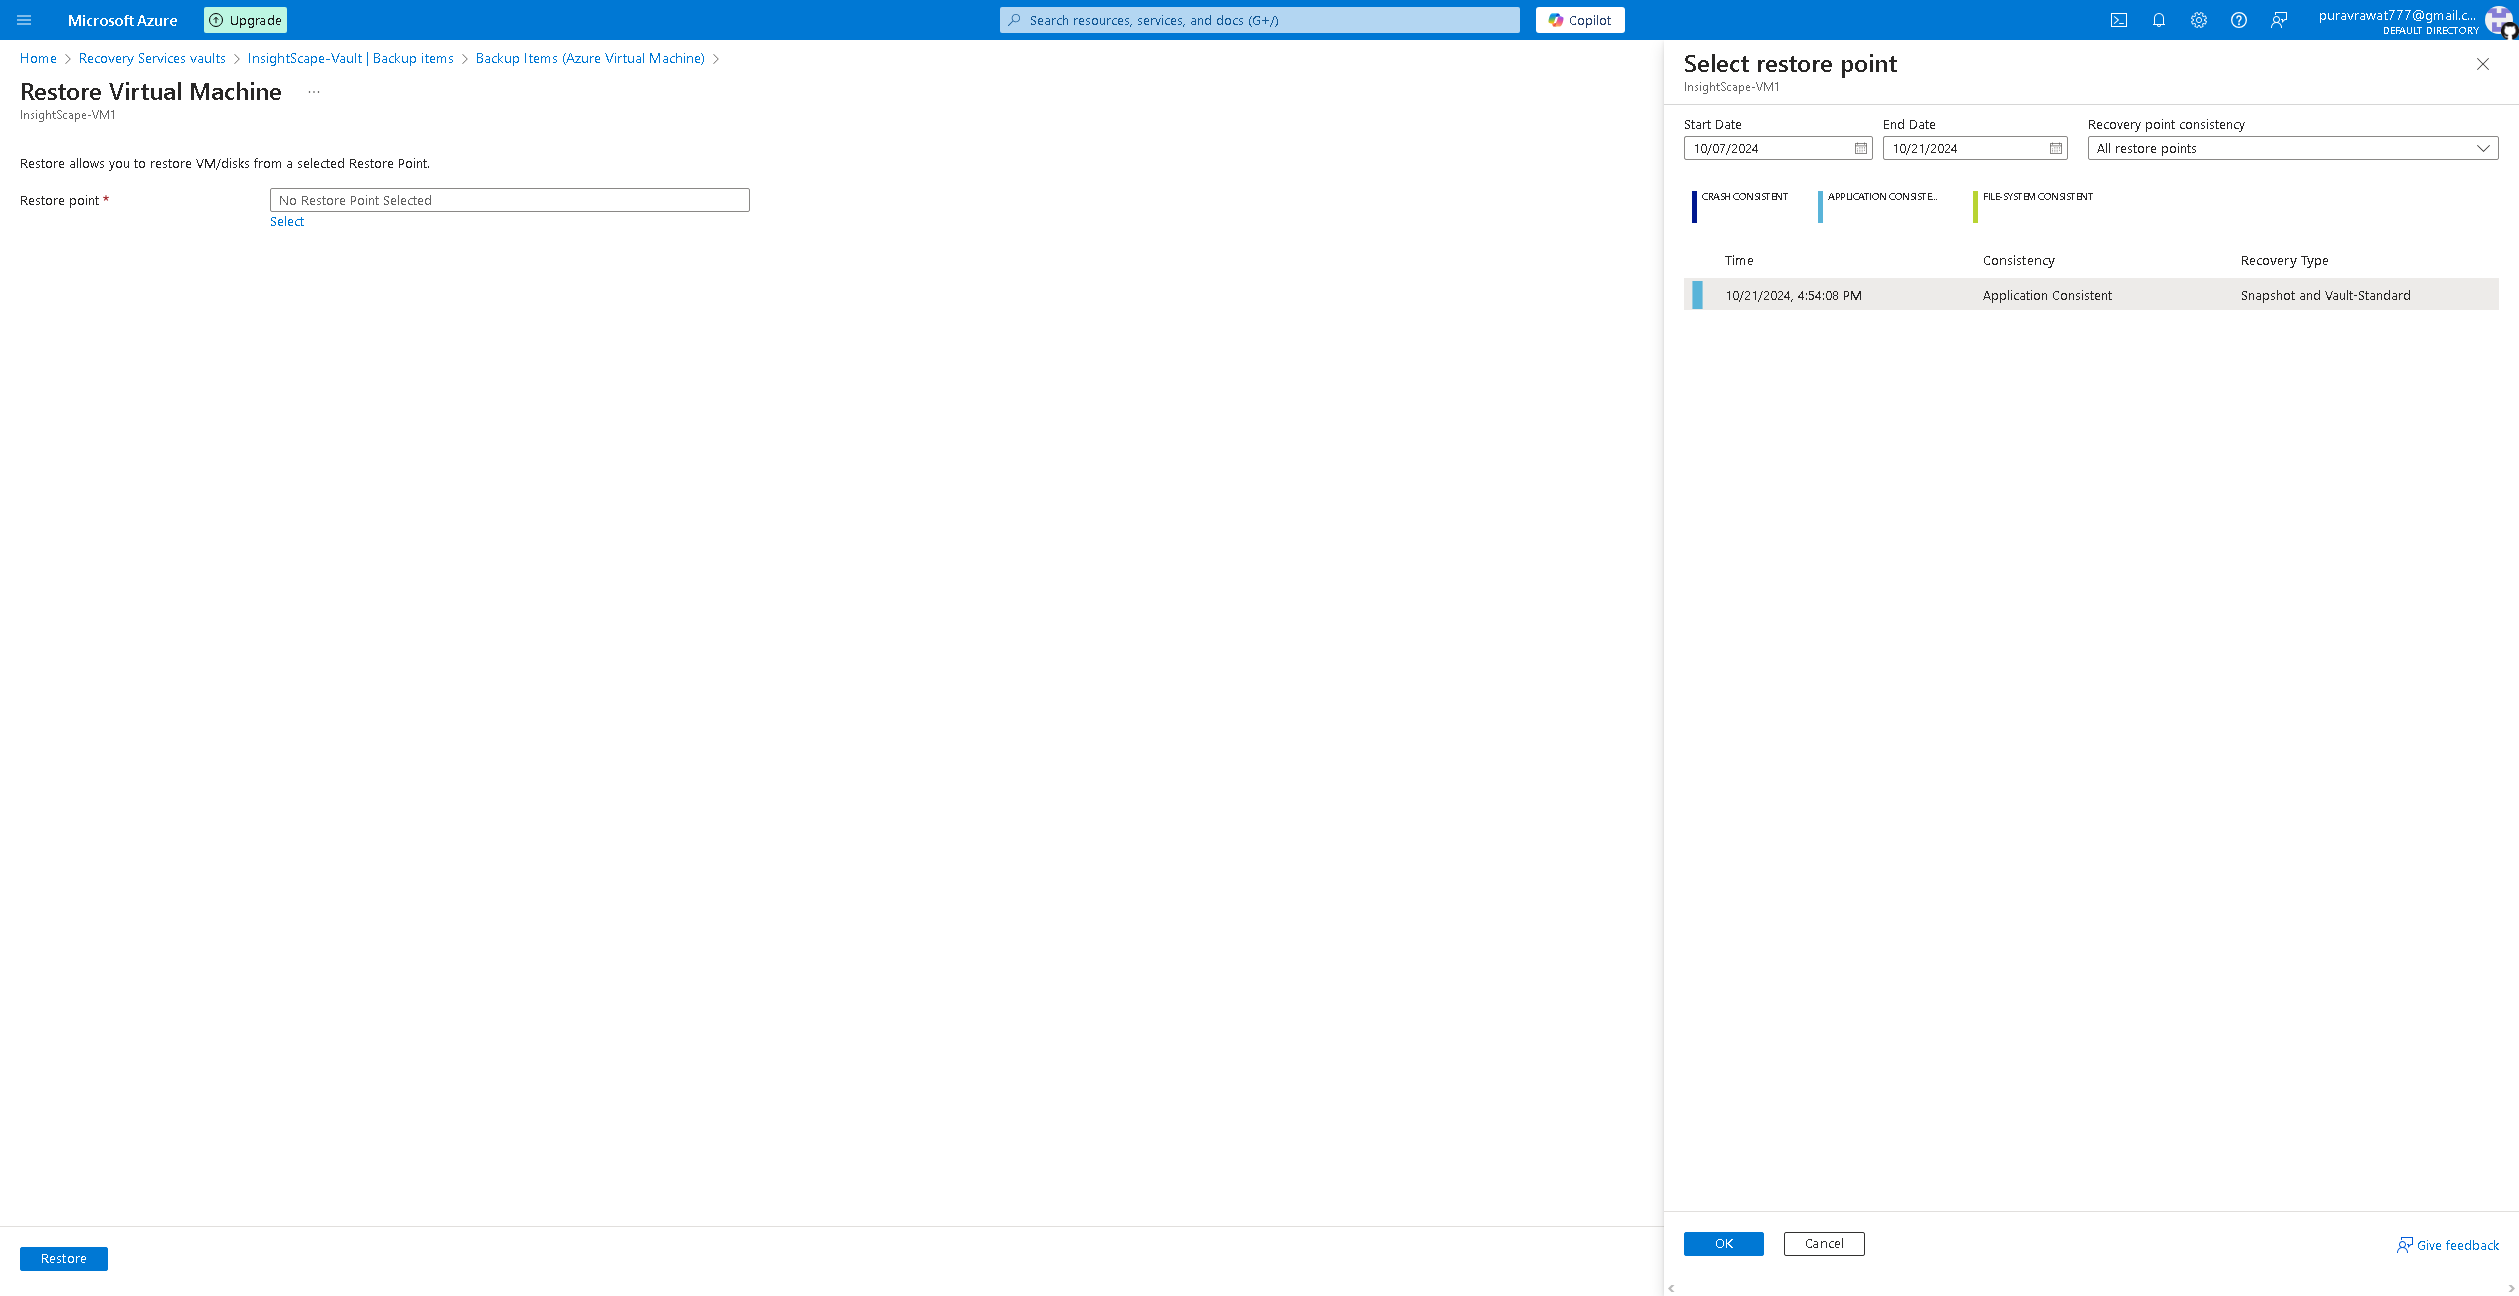 Microsoft Azure
Upgrade
Search resources, services, and docs (G+/)
Copilot
puravrawat777@gmail.c...
DEFAULT DIRECTORY
Home > Recovery Services vaults > InsightScape-Vault | Backup items > Backup Items (Azure Virtual Machine) >
Restore Virtual Machine ...
InsightScape-VM1
Restore allows you to restore VM/disks from a selected Restore Point.
Restore point *
No Restore Point Selected
Select
Restore
Select restore point
InsightScape-VM1
Start Date End Date Recovery point consistency
10/07/2024 10/21/2024 All restore points
CRASH CONSISTENT APPLICATION CONSISTE... FILE-SYSTEM CONSISTENT
Time Consistency Recovery Type
10/21/2024, 4:54:08 PM Application Consistent Snapshot and Vault-Standard
OK Cancel Give feedback